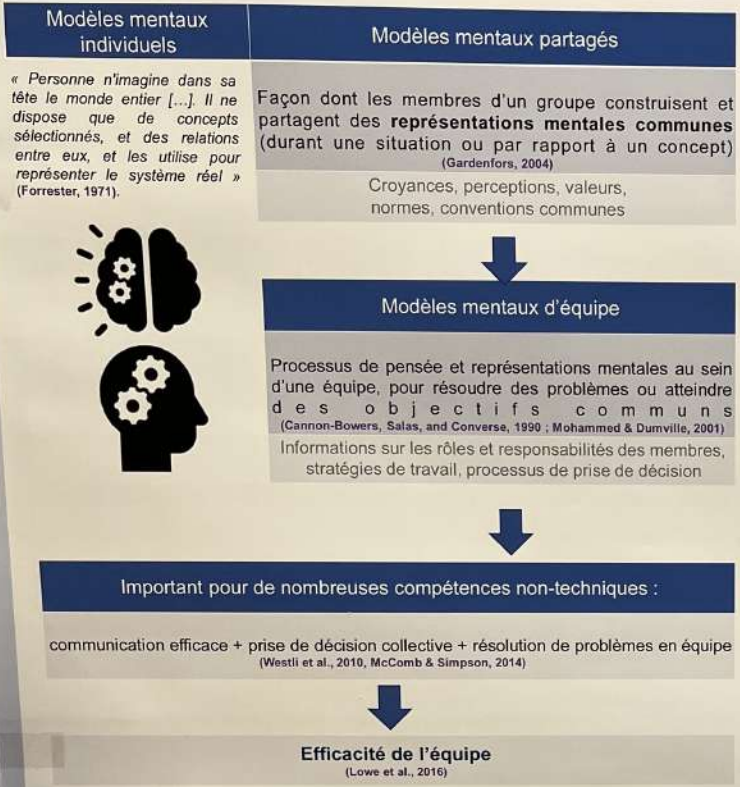 Modèles mentaux
individuels
« Personne n'imagine dans sa
tête le monde entier [...]. Il ne
dispose que de concepts
sélectionnés, et des relations
entre eux, et les utilise pour
représenter le système réel »
(Forrester, 1971).
Modèles mentaux partagés
Façon dont les membres d'un groupe construisent et
partagent des représentations mentales communes
(durant une situation ou par rapport à un concept)
(Gardenfors, 2004)
Croyances, perceptions, valeurs,
normes, conventions communes
Modèles mentaux d'équipe
Processus de pensée et représentations mentales au sein
d'une équipe, pour résoudre des problèmes ou atteindre
des objectifs communs
(Cannon-Bowers, Salas, and Converse, 1990 ; Mohammed & Dumville, 2001)
Informations sur les rôles et responsabilités des membres,
stratégies de travail, processus de prise de décision
Important pour de nombreuses compétences non-techniques :
communication efficace + prise de décision collective + résolution de problèmes en équipe
(Westli et al., 2010, McComb & Simpson, 2014)
Efficacité de l'équipe
(Lowe et al., 2016)